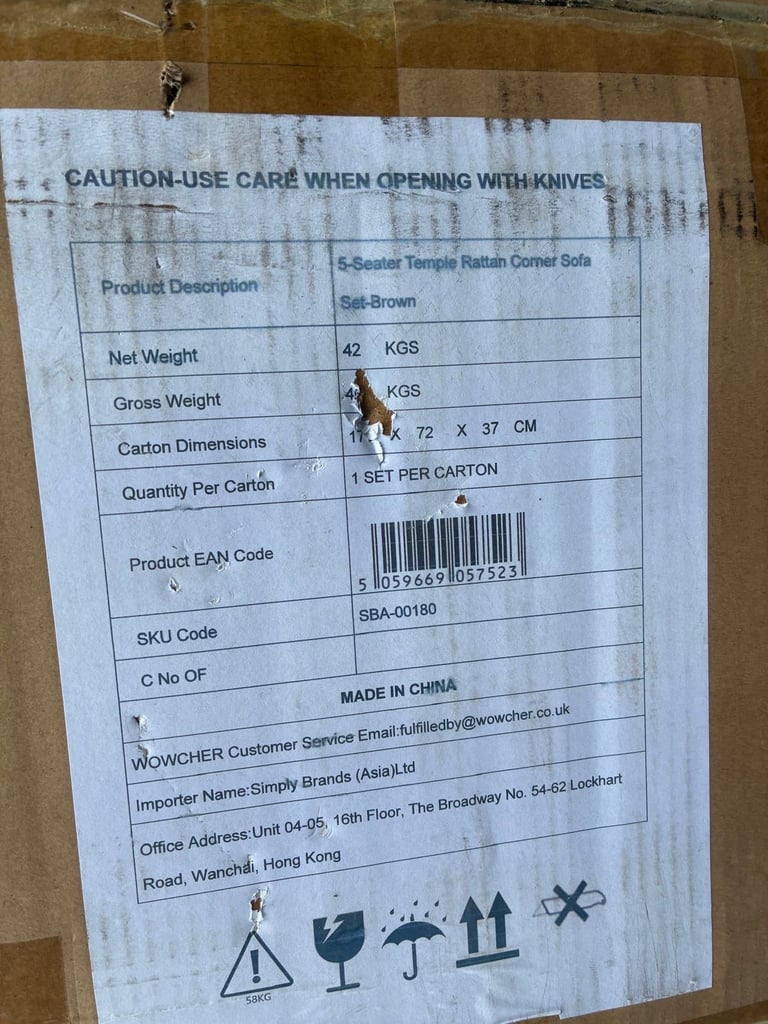 CAUTION-USE CARE WHEN OPENING WITH KNIVES
Product Description
5-Seater Temple Rattan Corner Sofa
Set-Brown
Net Weight 42 KGS
Gross Weight KGS
Carton Dimensions X 72 X 37 CM
Quantity Per Carton 1 SET PER CARTON
Product EAN Code
5 059669 057523
SKU Code SBA-00180
C No OF
MADE IN CHINA
WOWCHER Customer Service Email:fulfilledby@wowcher.co.uk
Importer Name:Simply Brands (Asia)Ltd
Office Address:Unit 04-05, 16th Floor, The Broadway No. 54-62 Lockhart
Road, Wanchai, Hong Kong
58KG